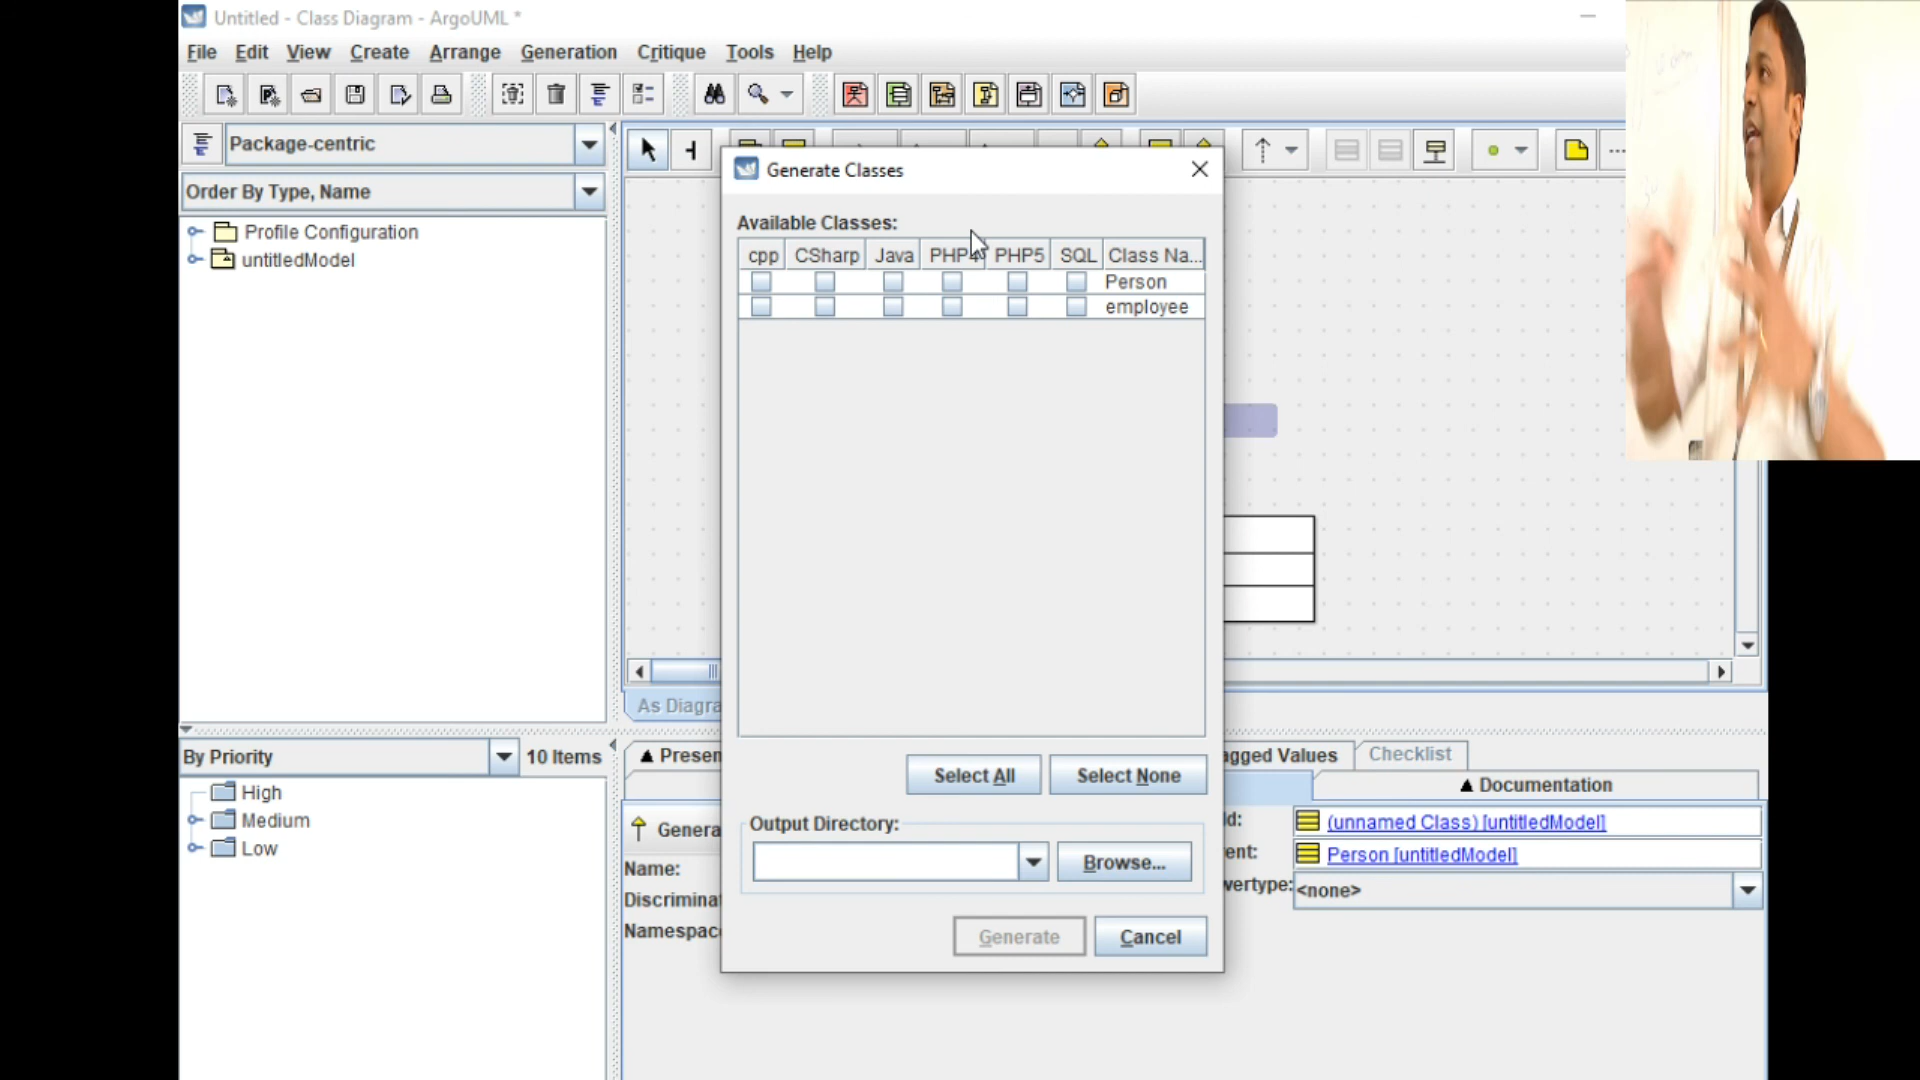 Untitled - Class Diagram - ArgoUML *
File Edit View Create Arrange Generation Critique Tools Help
Package-centric
Order By Type, Name
Profile Configuration
untitledModel
Generate Classes
Available Classes:
cpp CSharp Java PHP4 PHP5 SQL Class Na...
Person
employee
Select All Select None
Output Directory:
Browse...
Generate Cancel
As Diagra
By Priority 10 Items
High
Medium
Low
Presen
agged Values Checklist
Documentation
Genera
Name:
Discrimina
Namespac
ld: (unnamed Class) [untitledModel]
ent: Person [untitledModel]
vertype: <none>